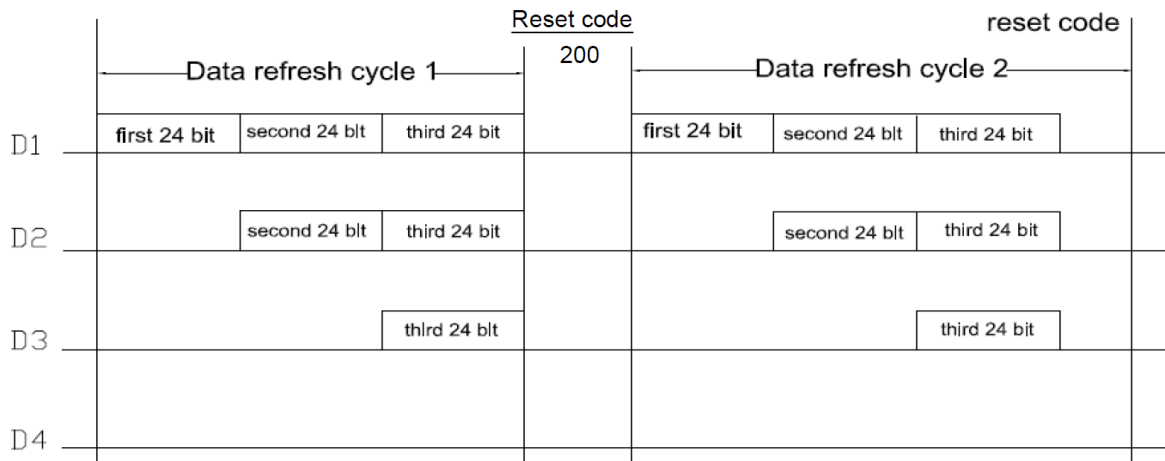 Reset code
200
reset code
Data refresh cycle 1
Data refresh cycle 2
D1 first 24 bit second 24 blt third 24 bit first 24 bit second 24 blt third 24 bit
D2 second 24 blt third 24 bit second 24 blt third 24 bit
D3 thlrd 24 blt third 24 bit
D4